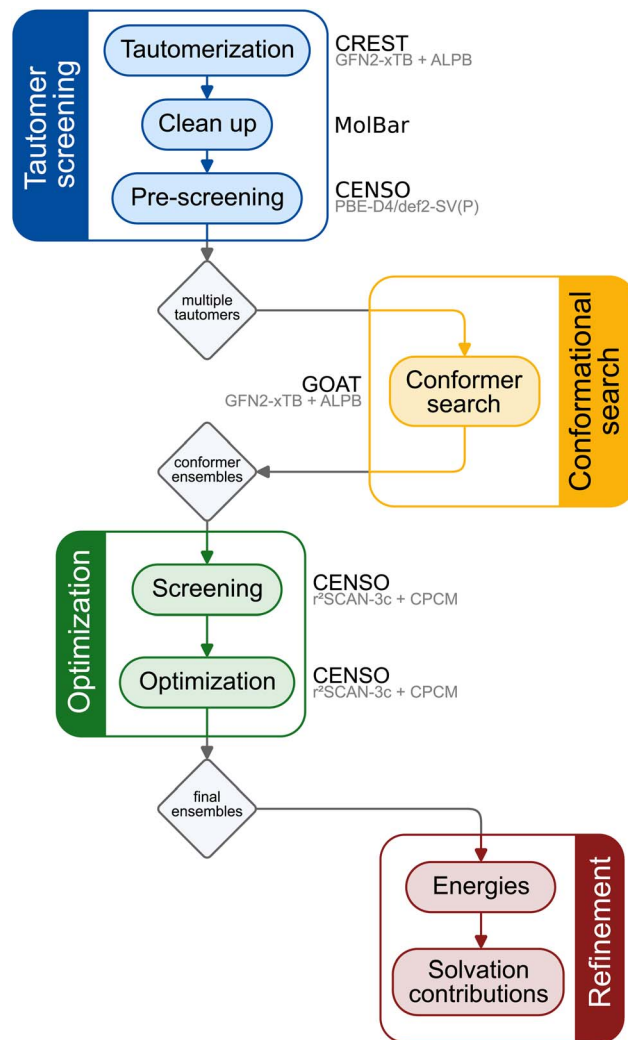 Tautomer
screening
Tautomerization
CREST
GFN2-xTB + ALPB
Clean up
MolBar
Pre-screening
CENSO
PBE-D4/def2-SV(P)
multiple
tautomers
Conformational
search
Conformer
search
GOAT
GFN2-xTB + ALPB
conformer
ensembles
Optimization
Screening
CENSO
r²SCAN-3c + CPCM
Optimization
CENSO
r²SCAN-3c + CPCM
final
ensembles
Refinement
Energies
Solvation
contributions